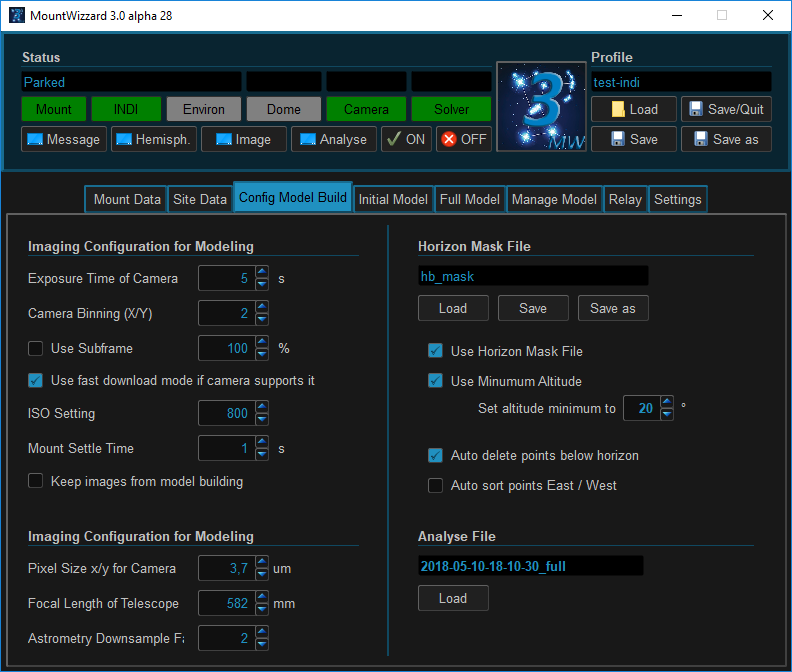 MountWizzard 3.0 alpha 28
Status
Profile
Parked
test-indi
Mount INDI Environ Dome Camera Solver
3
MW
Load Save/Quit
Message Hemisph. Image Analyse ON OFF
Save Save as
Mount Data Site Data Config Model Build Initial Model Full Model Manage Model Relay Settings
Imaging Configuration for Modeling
Exposure Time of Camera 5 s
Camera Binning (X/Y) 2
Use Subframe 100 %
Use fast download mode if camera supports it
ISO Setting 800
Mount Settle Time 1 s
Keep images from model building
Imaging Configuration for Modeling
Pixel Size x/y for Camera 3,7 um
Focal Length of Telescope 582 mm
Astrometry Downsample Fa 2
Horizon Mask File
hb_mask
Load Save Save as
Use Horizon Mask File
Use Minumum Altitude
Set altitude minimum to 20 °
Auto delete points below horizon
Auto sort points East / West
Analyse File
2018-05-10-18-10-30_full
Load